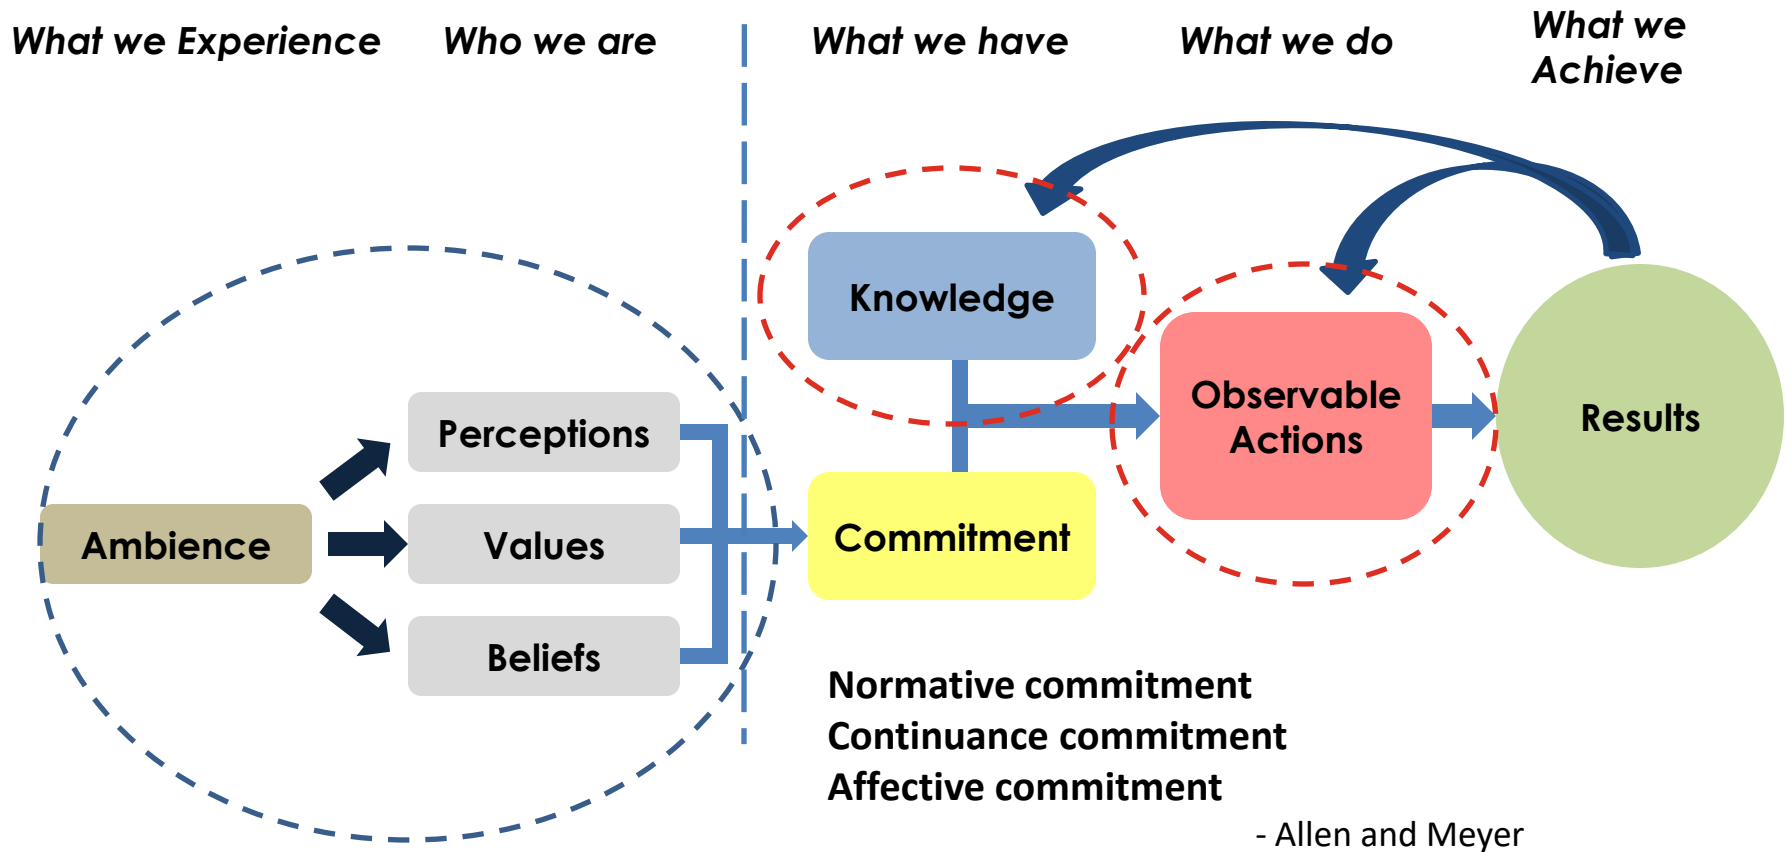 What we Experience
Who we are
What we have
What we do
What we
Achieve
Knowledge
Observable
Actions
Results
Perceptions
Ambience
Values
Commitment
Beliefs
Normative commitment
Continuance commitment
Affective commitment
- Allen and Meyer